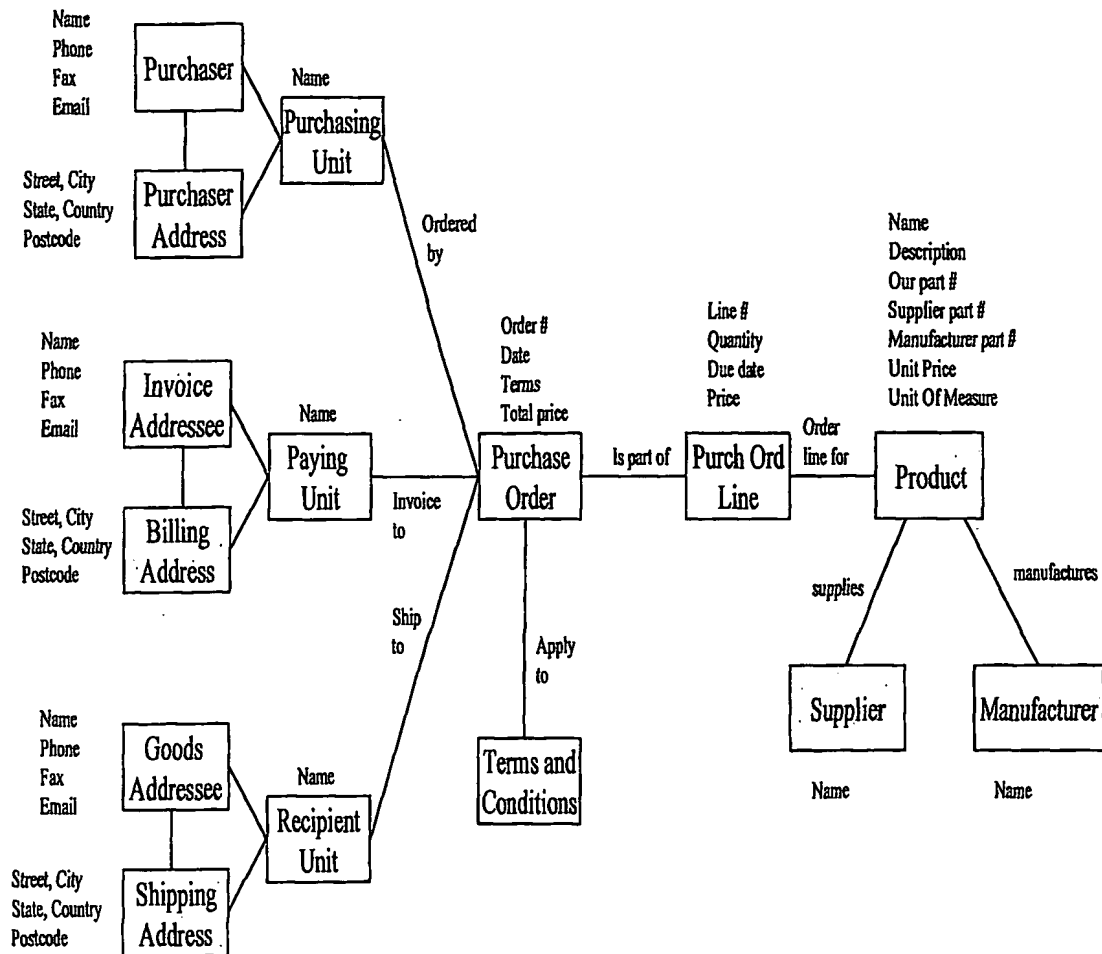 Name
Phone
Fax
Email
Purchaser
Name
Purchasing
Unit
Street, City
State, Country
Postcode
Purchaser
Address
Ordered
by
Name
Phone
Fax
Email
Invoice
Addressee
Name
Paying
Unit
Street, City
State, Country
Postcode
Billing
Address
Invoice
to
Order #
Date
Terms
Total price
Purchase
Order
Is part of
Line #
Quantity
Due date
Price
Purch Ord
Line
Order
line for
Name
Description
Our part #
Supplier part #
Manufacturer part #
Unit Price
Unit Of Measure
Product
supplies
manufactures
Supplier
Name
Manufacturer
Name
Ship
to
Apply
to
Terms and
Conditions
Name
Phone
Fax
Email
Goods
Addressee
Name
Recipient
Unit
Street, City
State, Country
Postcode
Shipping
Address